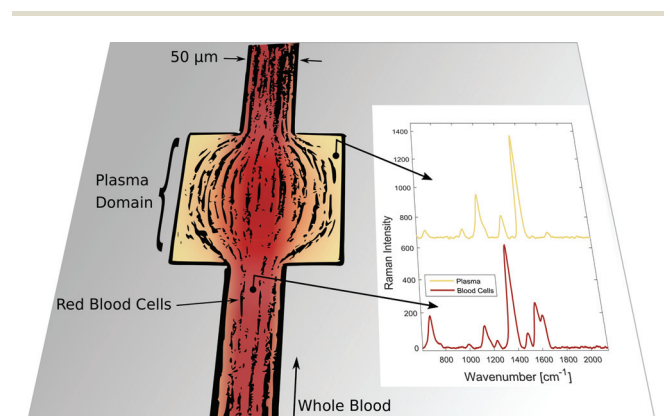 50 µm
Plasma
Domain
Red Blood Cells
Whole Blood
Raman Intensity
1400
1200
1000
800
600
400
200
0
Plasma
Blood Cells
800 1000 1200 1400 1600 1800 2000
Wavenumber [cm⁻¹]